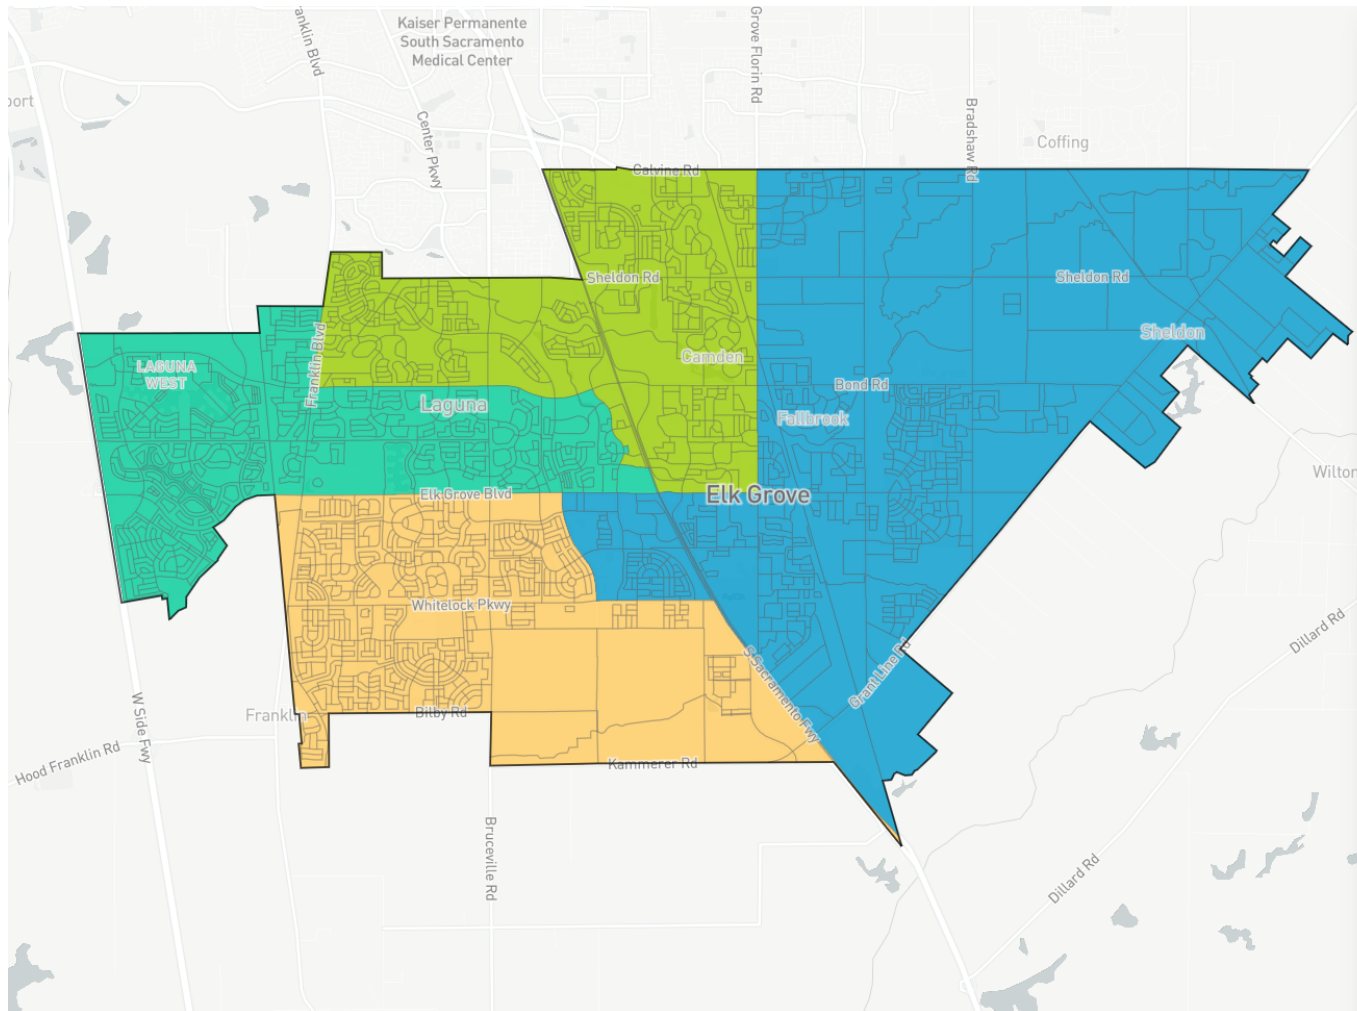 Kaiser Permanente
South Sacramento
Medical Center
anklin Blvd
Center Pkwy
Grove Florin Rd
Bradshaw Rd
Coffing
port
Calvine Rd
Sheldon Rd
Sheldon Rd
Sheldon
Camden
LAGUNA
WEST
Franklin Blvd
Laguna
Bond Rd
Fallbrook
Wilton
Elk Grove Blvd
Elk Grove
Whitelock Pkwy
Dillard Rd
S Sacramento Fwy
Grant Line Rd
Franklin
Bilby Rd
W Side Fwy
Hood Franklin Rd
Kammerer Rd
Bruceville Rd
Dillard Rd